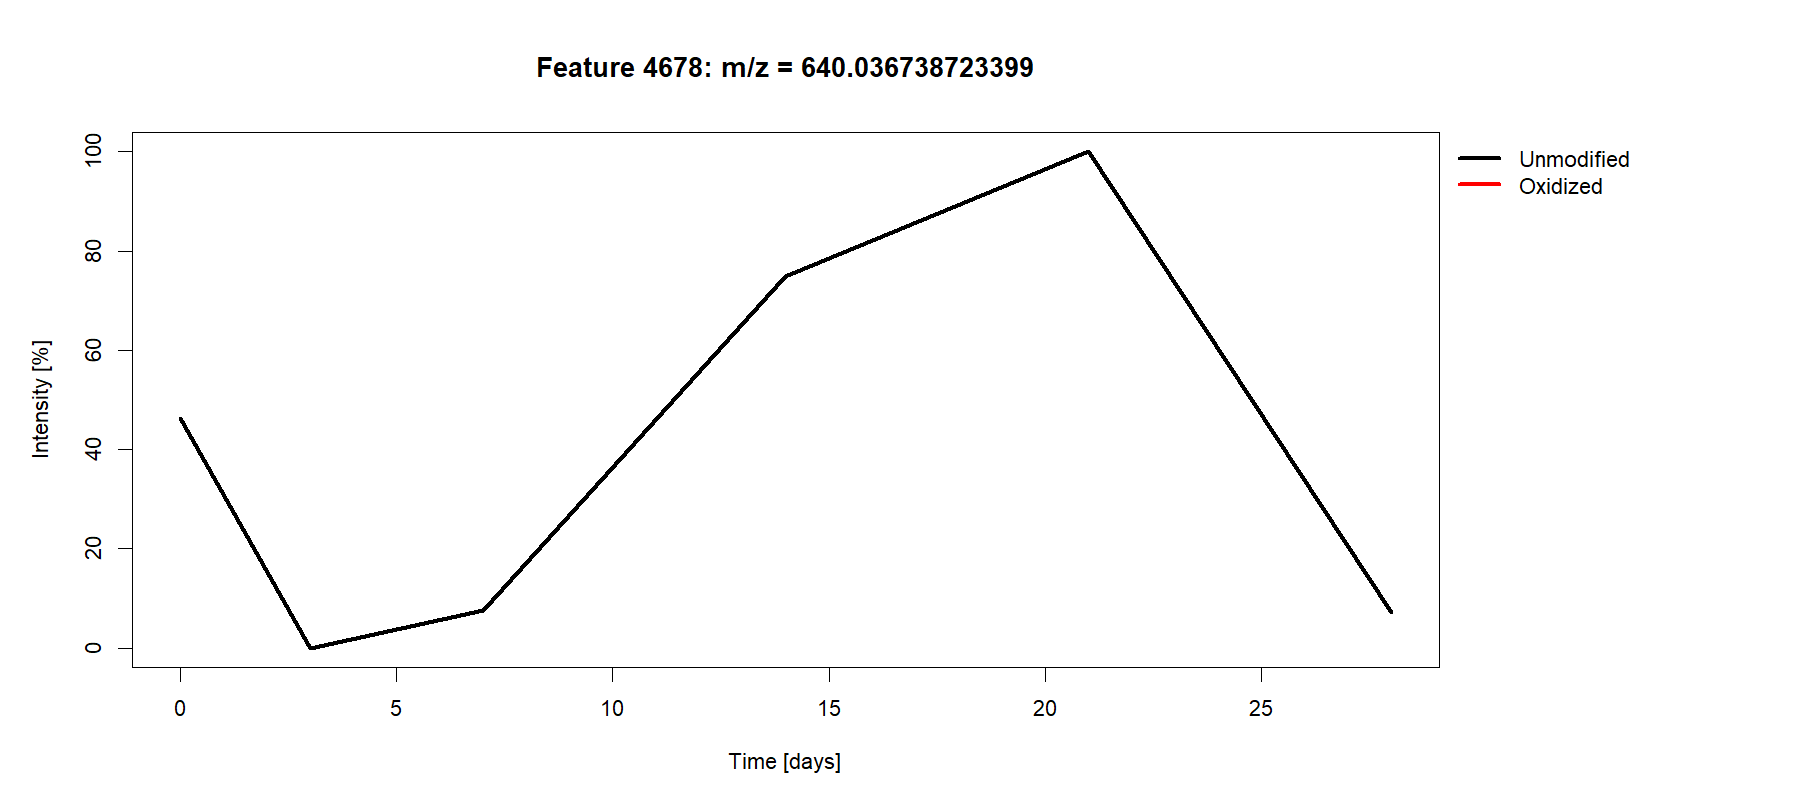 Feature 4678: m/z = 640.036738723399
Unmodified
Oxidized
Intensity [%]
100
80
60
40
20
0
0 5 10 15 20 25
Time [days]